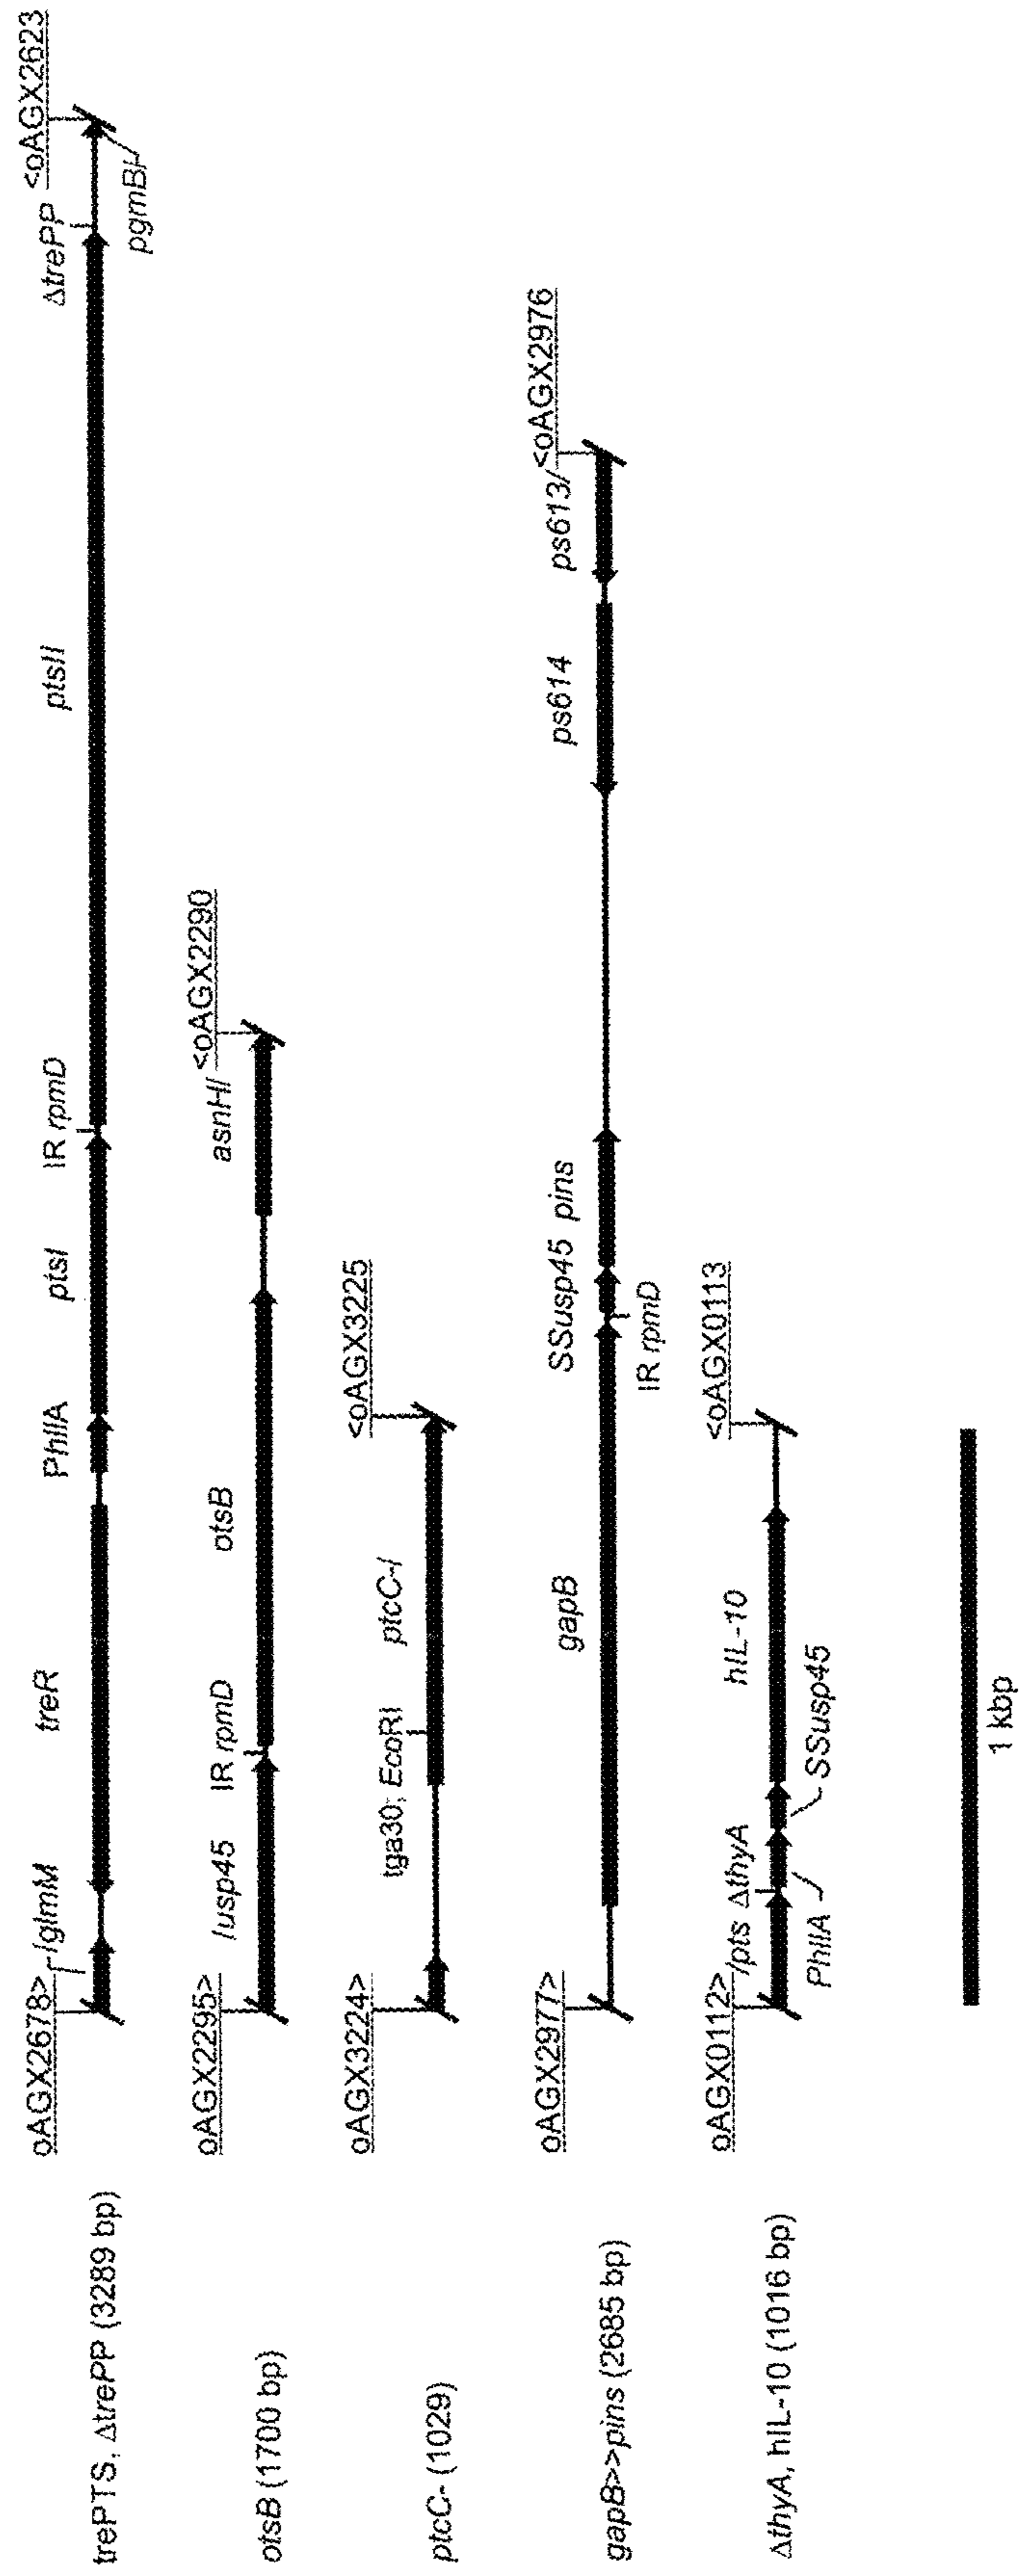 trePTS, ΔtrePP (3289 bp)
oAGX2678>
/glmM
treR
PhllA
ptsI
IR rpmD
ptsII
ΔtrePP
<oAGX2623
pgmB/
otsB (1700 bp)
oAGX2295>
/usp45
IR rpmD
otsB
asnH/
<oAGX2290
ptcC- (1029)
oAGX3224>
tga30; EcoRI
ptcC-/
<oAGX3225
gapB>>pins (2685 bp)
oAGX2977>
gapB
SSusp45 pins
IR rpmD
ps614
ps613/
<oAGX2976
ΔthyA, hIL-10 (1016 bp)
oAGX0112>
/pts ΔthyA
PhllA
SSusp45
hIL-10
<oAGX0113
1 kbp